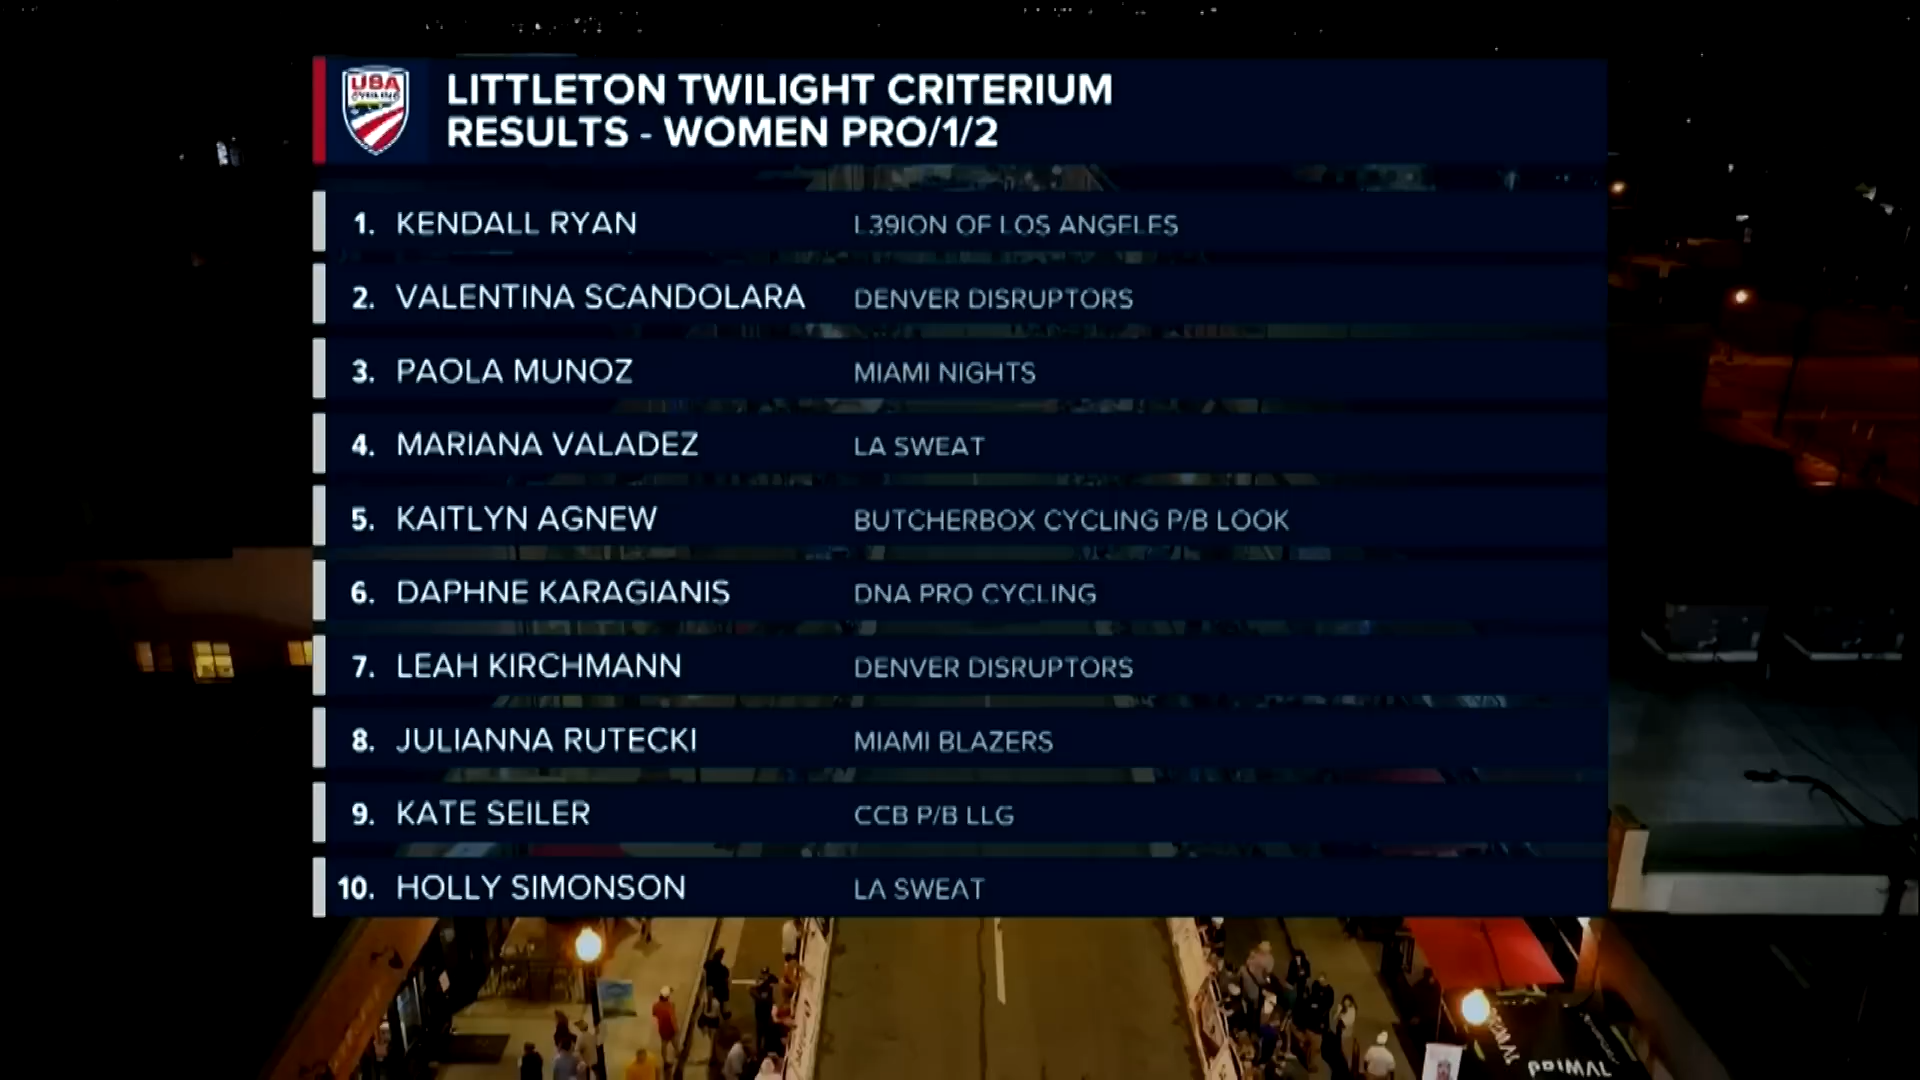 USA
CYCLING
LITTLETON TWILIGHT CRITERIUM
RESULTS - WOMEN PRO/1/2
1. KENDALL RYAN L39ION OF LOS ANGELES
2. VALENTINA SCANDOLARA DENVER DISRUPTORS
3. PAOLA MUNOZ MIAMI NIGHTS
4. MARIANA VALADEZ LA SWEAT
5. KAITLYN AGNEW BUTCHERBOX CYCLING P/B LOOK
6. DAPHNE KARAGIANIS DNA PRO CYCLING
7. LEAH KIRCHMANN DENVER DISRUPTORS
8. JULIANNA RUTECKI MIAMI BLAZERS
9. KATE SEILER CCB P/B LLG
10. HOLLY SIMONSON LA SWEAT
PRIMAL